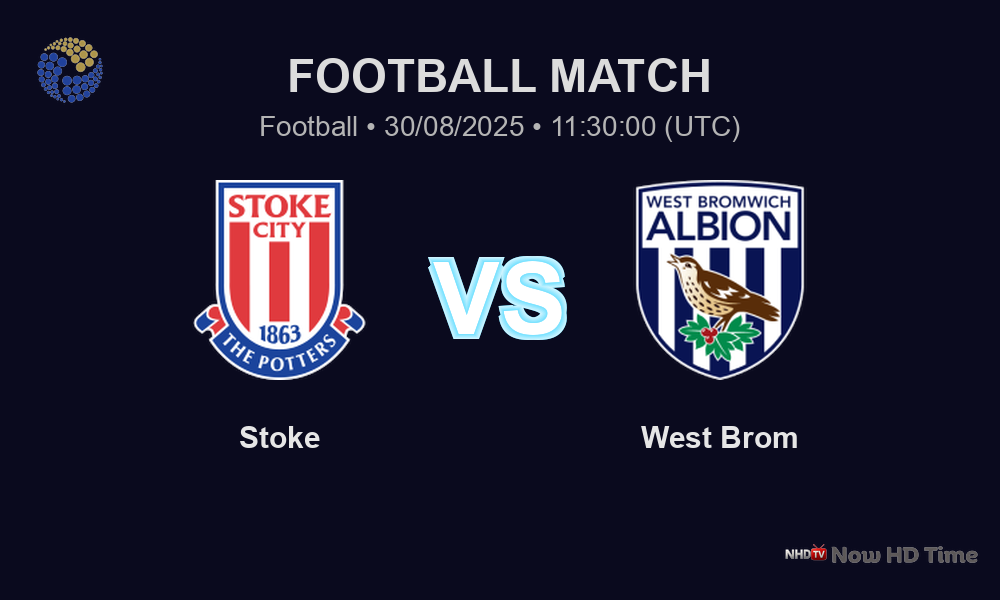 FOOTBALL MATCH
Football • 30/08/2025 • 11:30:00 (UTC)
STOKE
CITY
1863
THE POTTERS
VS
WEST BROMWICH
ALBION
Stoke
West Brom
NHDTV Now HD Time